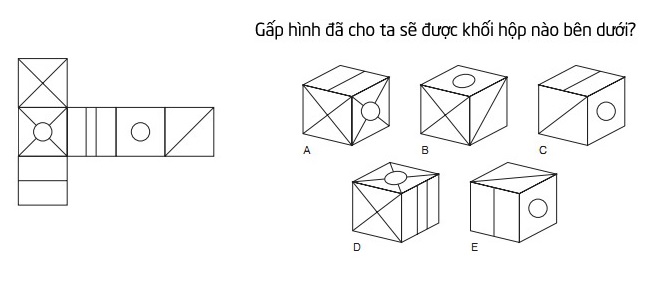 Gấp hình đã cho ta sẽ được khối hộp nào bên dưới?
A
B
C
D
E